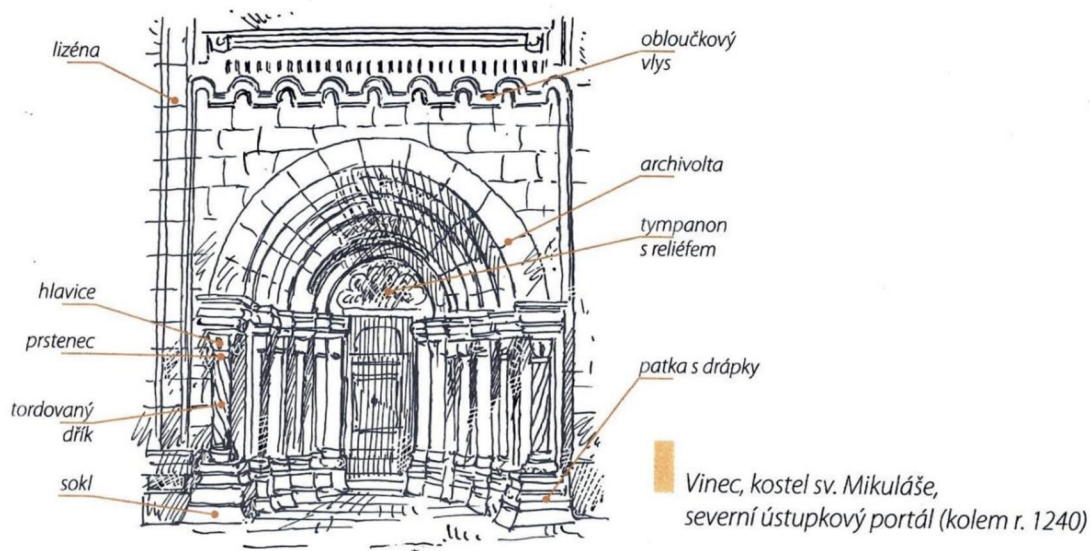 lizéna
obloučkový
vlys
archivolta
tympanon
s reliéfem
hlavice
prstenec
tordovaný
dřík
sokl
patka s drápky
Vinec, kostel sv. Mikuláše,
severní ústupkový portál (kolem r. 1240)